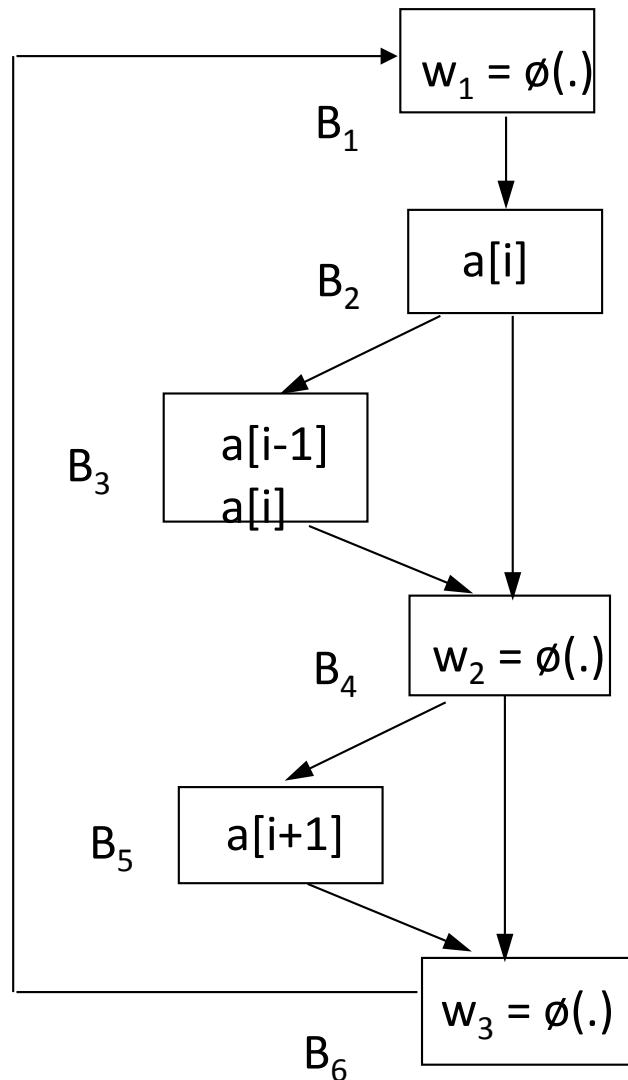 w₁ = ø(.)
B₁
a[i]
B₂
a[i-1]
a[i]
B₃
w₂ = ø(.)
B₄
a[i+1]
B₅
w₃ = ø(.)
B₆